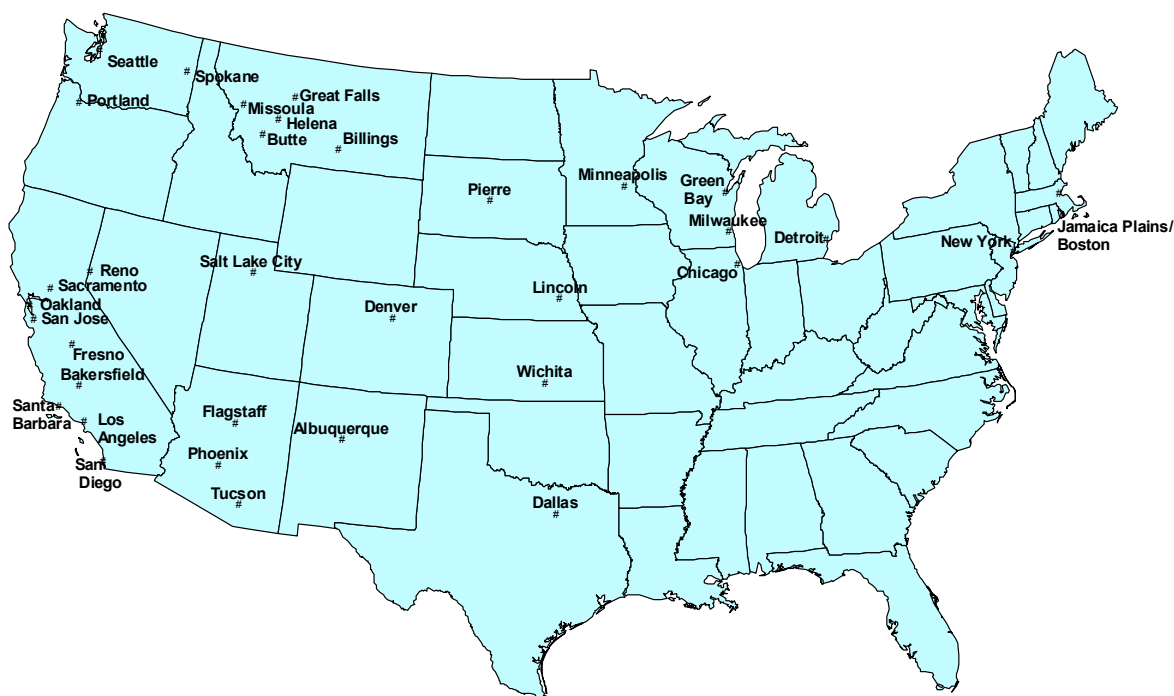 Seattle
Spokane
Portland
Great Falls
Missoula
Helena
Butte
Billings
Minneapolis
Green
Bay
Pierre
Milwaukee
Detroit
New York
Jamaica Plains/
Boston
Salt Lake City
Reno
Chicago
Sacramento
Lincoln
Oakland
Denver
San Jose
Fresno
Wichita
Bakersfield
Santa
Barbara
Flagstaff
Los
Angeles
Albuquerque
Phoenix
San
Diego
Tucson
Dallas